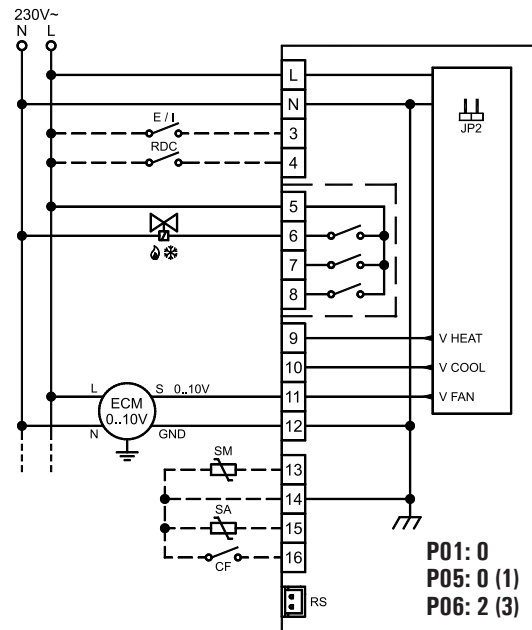 230V~
N L
L
N
JP2
E / I
3
RDC
4
5
6
7
8
9 V HEAT
10 V COOL
L S 0..10V 11 V FAN
ECM
0..10V
N GND 12
SM
13
14
SA
15
16
CF
RS
P01: 0
P05: 0 (1)
P06: 2 (3)